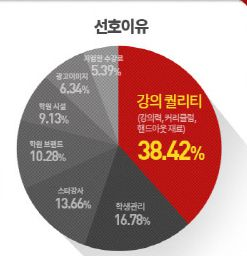 선호이유
저렴한 수강료
5.39%
광고이미지
6.34%
학원 시설
9.13%
학원 브랜드
10.28%
스타강사
13.66%
학생관리
16.78%
강의 퀄리티
(강의력, 커리큘럼,
핸드아웃 재료)
38.42%